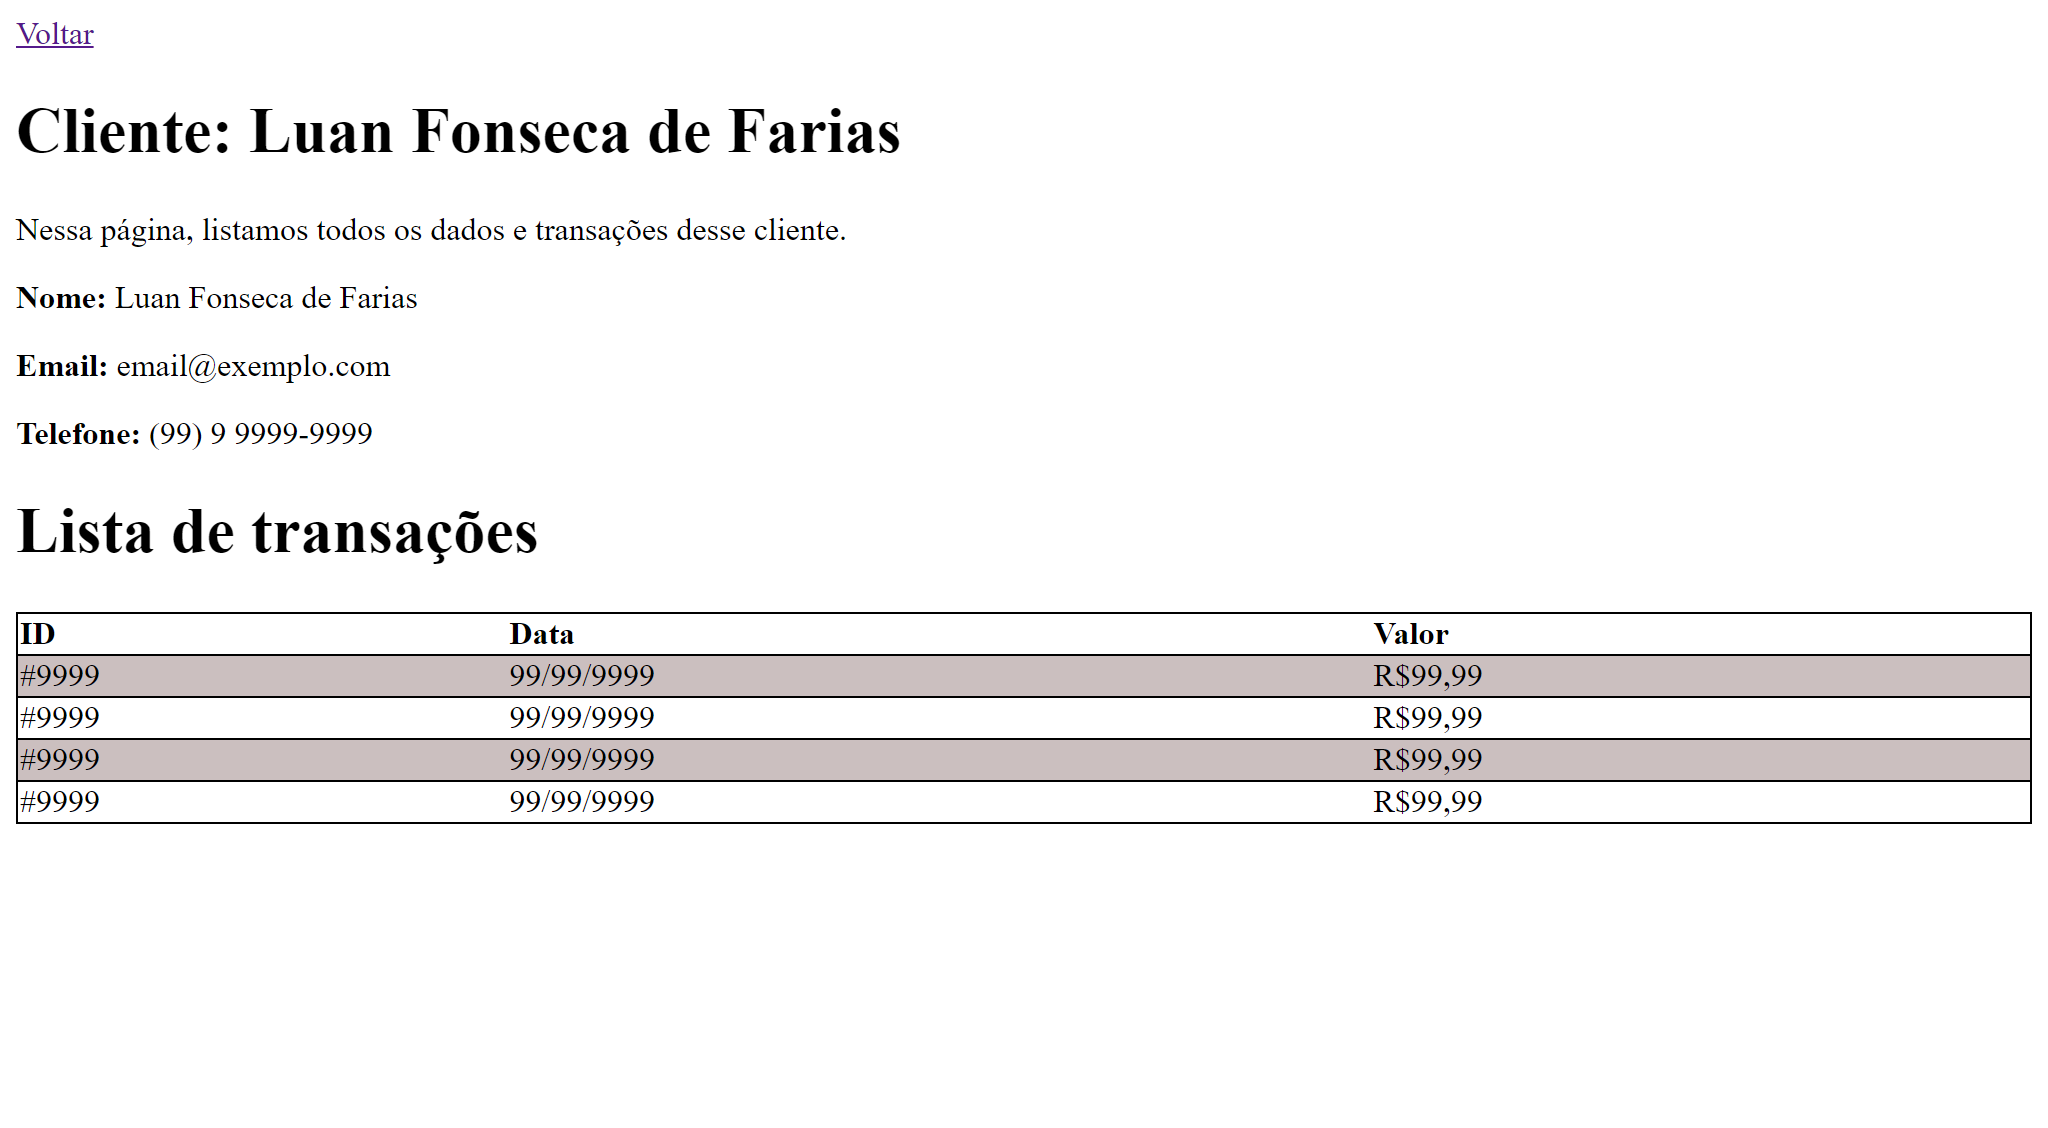 Voltar
Cliente: Luan Fonseca de Farias
Nessa página, listamos todos os dados e transações desse cliente.
Nome: Luan Fonseca de Farias
Email: email@exemplo.com
Telefone: (99) 9 9999-9999
Lista de transações
ID Data Valor
#9999 99/99/9999 R$99,99
#9999 99/99/9999 R$99,99
#9999 99/99/9999 R$99,99
#9999 99/99/9999 R$99,99